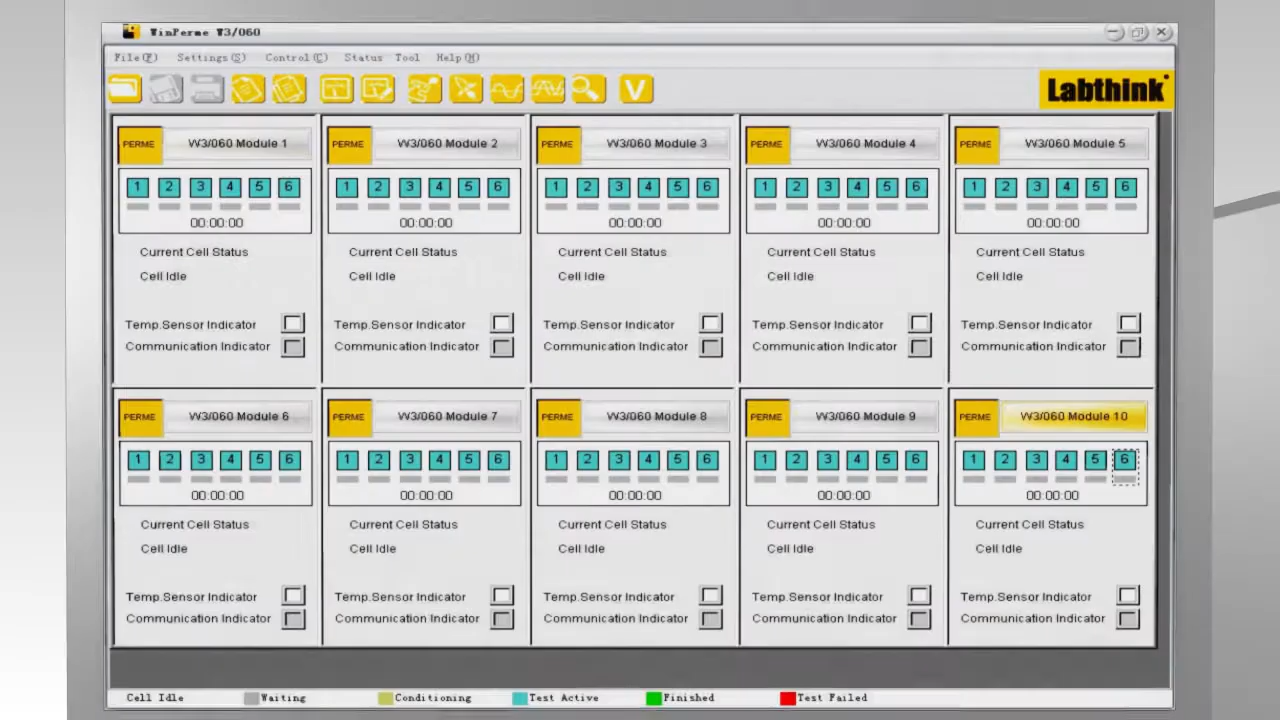 WinPerme W3/060
File(F) Settings(S) Control(C) Status Tool Help(H)
V
Labthink
PERME W3/060 Module 1 PERME W3/060 Module 2 PERME W3/060 Module 3 PERME W3/060 Module 4 PERME W3/060 Module 5
1 2 3 4 5 6 1 2 3 4 5 6 1 2 3 4 5 6 1 2 3 4 5 6 1 2 3 4 5 6
00:00:00 00:00:00 00:00:00 00:00:00 00:00:00
Current Cell Status Current Cell Status Current Cell Status Current Cell Status Current Cell Status
Cell Idle Cell Idle Cell Idle Cell Idle Cell Idle
Temp.Sensor Indicator Temp.Sensor Indicator Temp.Sensor Indicator Temp.Sensor Indicator Temp.Sensor Indicator
Communication Indicator Communication Indicator Communication Indicator Communication Indicator Communication Indicator
PERME W3/060 Module 6 PERME W3/060 Module 7 PERME W3/060 Module 8 PERME W3/060 Module 9 PERME W3/060 Module 10
1 2 3 4 5 6 1 2 3 4 5 6 1 2 3 4 5 6 1 2 3 4 5 6 1 2 3 4 5 6
00:00:00 00:00:00 00:00:00 00:00:00 00:00:00
Current Cell Status Current Cell Status Current Cell Status Current Cell Status Current Cell Status
Cell Idle Cell Idle Cell Idle Cell Idle Cell Idle
Temp.Sensor Indicator Temp.Sensor Indicator Temp.Sensor Indicator Temp.Sensor Indicator Temp.Sensor Indicator
Communication Indicator Communication Indicator Communication Indicator Communication Indicator Communication Indicator
Cell Idle Waiting Conditioning Test Active Finished Test Failed